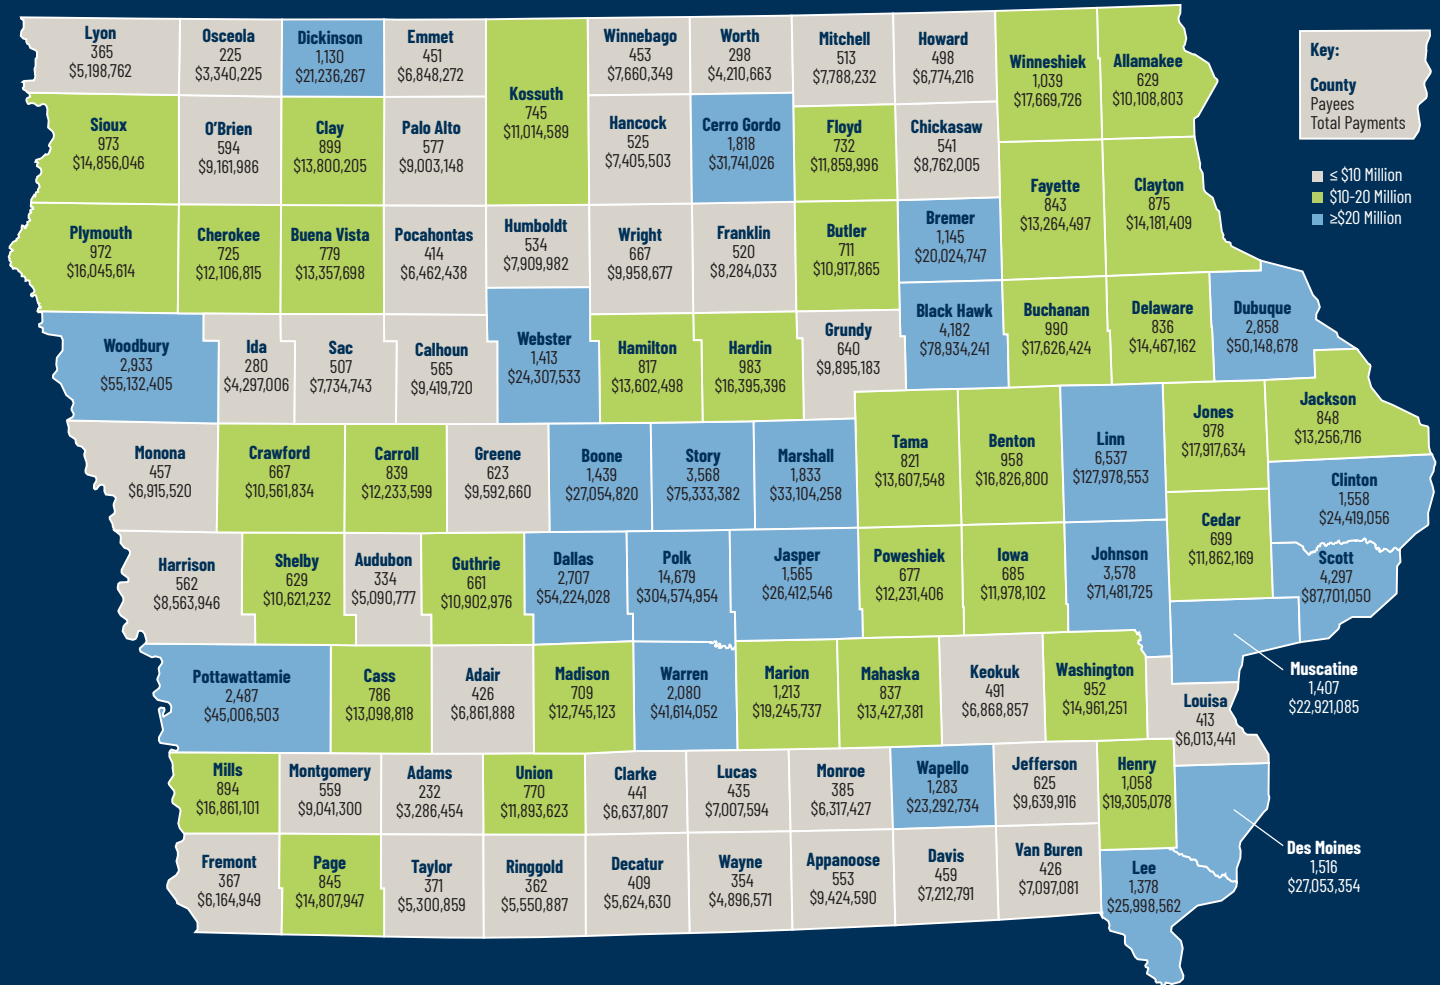 Lyon
365
$5,198,762
Osceola
225
$3,340,225
Dickinson
1,130
$21,236,267
Emmet
451
$6,848,272
Kossuth
745
$11,014,589
Winnebago
453
$7,660,349
Worth
298
$4,210,663
Mitchell
513
$7,788,232
Howard
498
$6,774,216
Winneshiek
1,039
$17,669,726
Allamakee
629
$10,108,803
Key:
County
Payees
Total Payments
≤ $10 Million
$10-20 Million
≥$20 Million
Sioux
973
$14,856,046
O'Brien
594
$9,161,986
Clay
899
$13,800,205
Palo Alto
577
$9,003,148
Hancock
525
$7,405,503
Cerro Gordo
1,818
$31,741,026
Floyd
732
$11,859,996
Chickasaw
541
$8,762,005
Fayette
843
$13,264,497
Clayton
875
$14,181,409
Plymouth
972
$16,045,614
Cherokee
725
$12,106,815
Buena Vista
779
$13,357,698
Pocahontas
414
$6,462,438
Humboldt
534
$7,909,982
Wright
667
$9,958,677
Franklin
520
$8,284,033
Butler
711
$10,917,865
Bremer
1,145
$20,024,747
Woodbury
2,933
$55,132,405
Ida
280
$4,297,006
Sac
507
$7,734,743
Calhoun
565
$9,419,720
Webster
1,413
$24,307,533
Hamilton
817
$13,602,498
Hardin
983
$16,395,396
Grundy
640
$9,895,183
Black Hawk
4,182
$78,934,241
Buchanan
990
$17,626,424
Delaware
836
$14,467,162
Dubuque
2,858
$50,148,678
Monona
457
$6,915,520
Crawford
667
$10,561,834
Carroll
839
$12,233,599
Greene
623
$9,592,660
Boone
1,439
$27,054,820
Story
3,568
$75,333,382
Marshall
1,833
$33,104,258
Tama
821
$13,607,548
Benton
958
$16,826,800
Linn
6,537
$127,978,553
Jones
978
$17,917,634
Jackson
848
$13,256,716
Clinton
1,558
$24,419,056
Cedar
699
$11,862,169
Harrison
562
$8,563,946
Shelby
629
$10,621,232
Audubon
334
$5,090,777
Guthrie
661
$10,902,976
Dallas
2,707
$54,224,028
Polk
14,679
$304,574,954
Jasper
1,565
$26,412,546
Poweshiek
677
$12,231,406
Iowa
685
$11,978,102
Johnson
3,578
$71,481,725
Scott
4,297
$87,701,050
Pottawattamie
2,487
$45,006,503
Cass
786
$13,098,818
Adair
426
$6,861,888
Madison
709
$12,745,123
Warren
2,080
$41,614,052
Marion
1,213
$19,245,737
Mahaska
837
$13,427,381
Keokuk
491
$6,868,857
Washington
952
$14,961,251
Muscatine
1,407
$22,921,085
Louisa
413
$6,013,441
Mills
894
$16,861,101
Montgomery
559
$9,041,300
Adams
232
$3,286,454
Union
770
$11,893,623
Clarke
441
$6,637,807
Lucas
435
$7,007,594
Monroe
385
$6,317,427
Wapello
1,283
$23,292,734
Jefferson
625
$9,639,916
Henry
1,058
$19,305,078
Des Moines
1,516
$27,053,354
Fremont
367
$6,164,949
Page
845
$14,807,947
Taylor
371
$5,300,859
Ringgold
362
$5,550,887
Decatur
409
$5,624,630
Wayne
354
$4,896,571
Appanoose
553
$9,424,590
Davis
459
$7,212,791
Van Buren
426
$7,097,081
Lee
1,378
$25,998,562